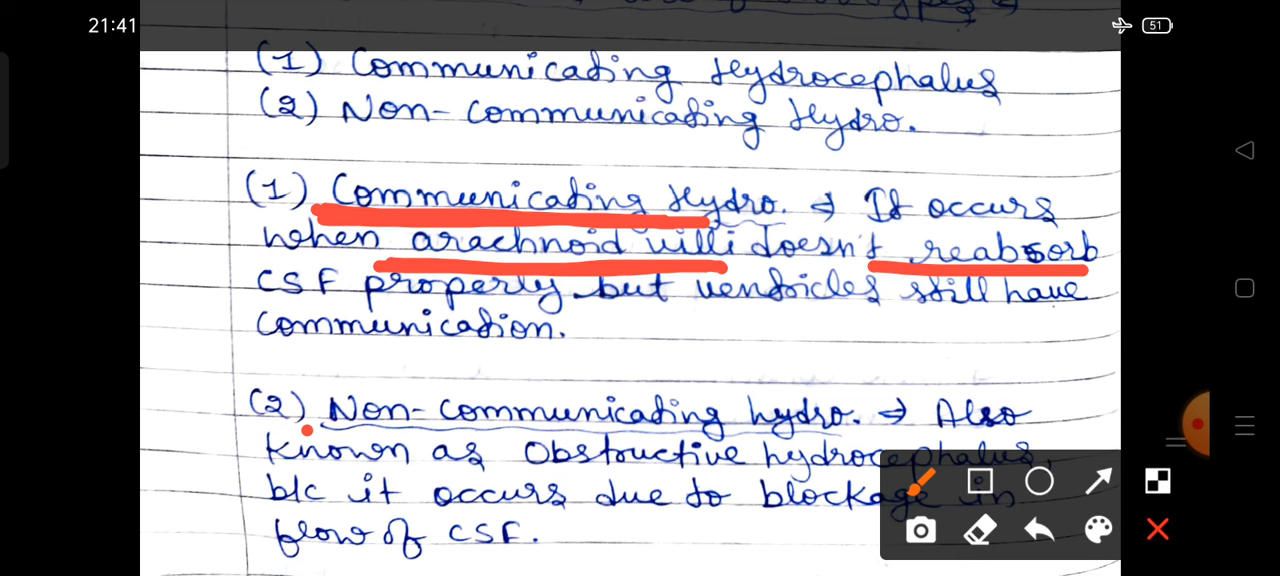 21:41
51
(1) Communicating Hydrocephalus
(2) Non-communicating Hydro.
(1) Communicating Hydro. → It occurs
when arachnoid villi doesn't reabsorb
CSF properly but ventricles still have
communication.
(2) Non-communicating hydro. → Also
known as Obstructive hydrocephalus,
b/c it occurs due to blockage in
flow of CSF.